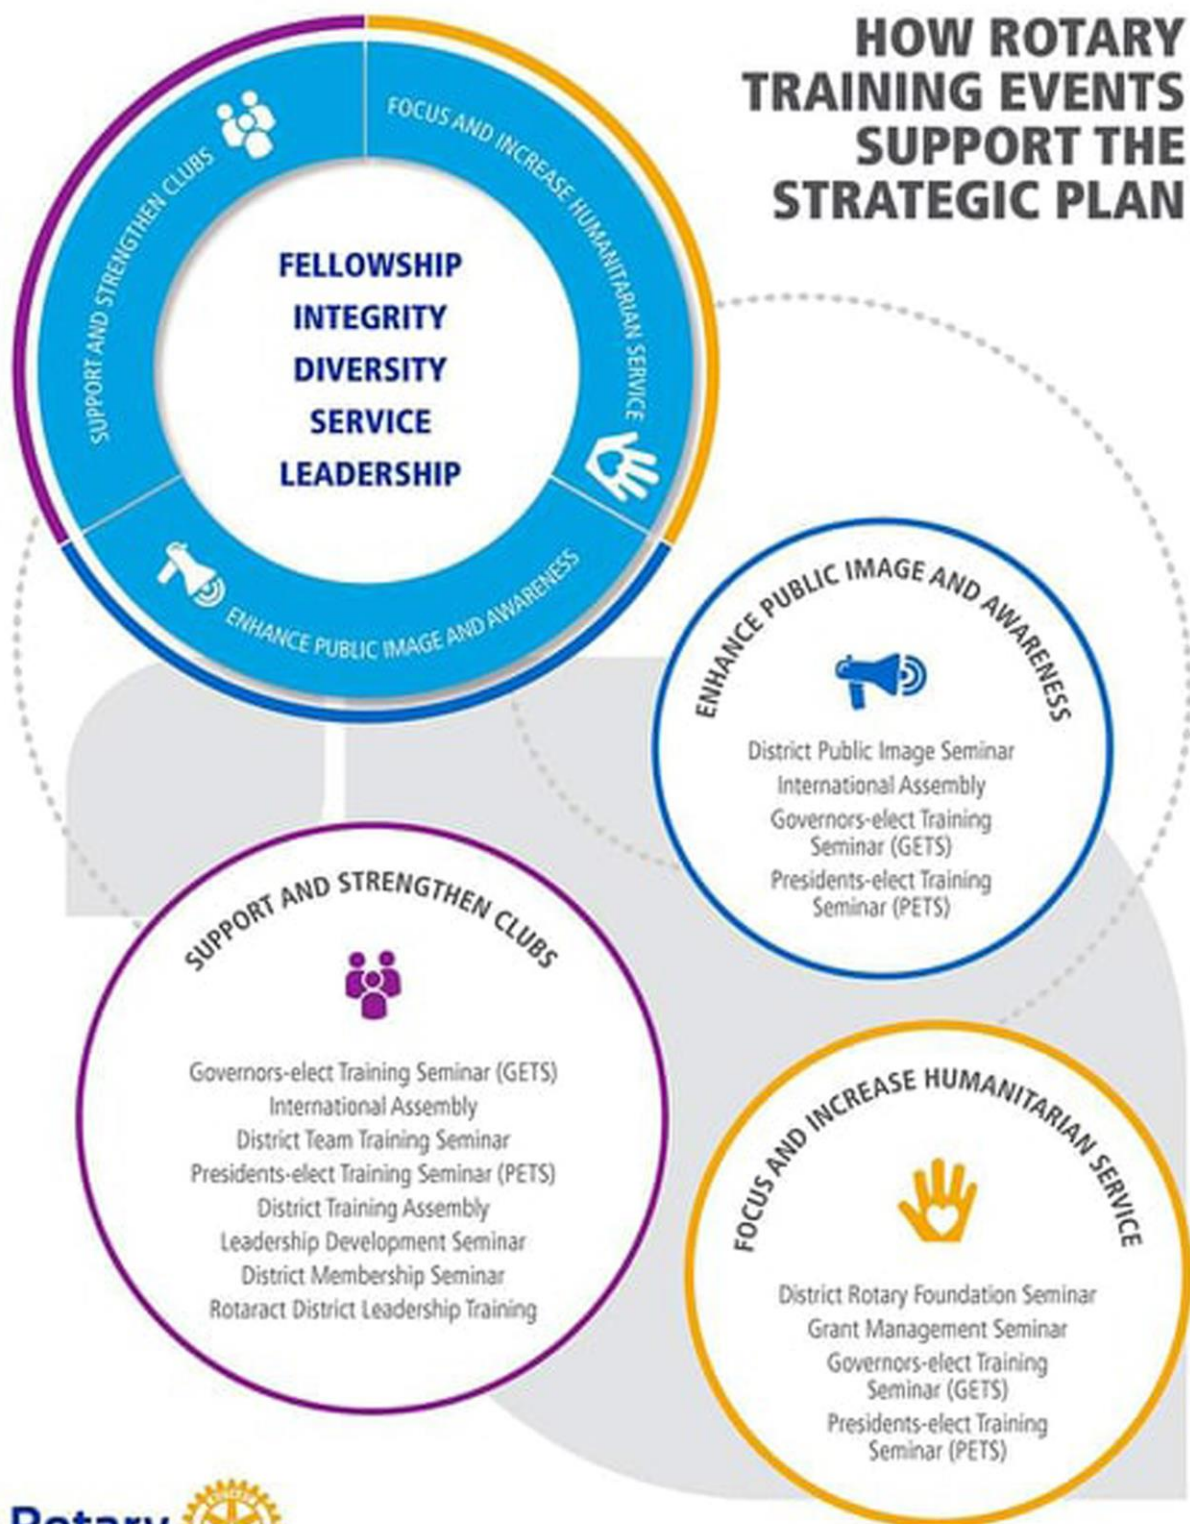 HOW ROTARY
TRAINING EVENTS
SUPPORT THE
STRATEGIC PLAN
SUPPORT AND STRENGTHEN CLUBS
FOCUS AND INCREASE HUMANITARIAN SERVICE
ENHANCE PUBLIC IMAGE AND AWARENESS
FELLOWSHIP
INTEGRITY
DIVERSITY
SERVICE
LEADERSHIP
ENHANCE PUBLIC IMAGE AND AWARENESS
District Public Image Seminar
International Assembly
Governors-elect Training
Seminar (GETS)
Presidents-elect Training
Seminar (PETS)
SUPPORT AND STRENGTHEN CLUBS
Governors-elect Training Seminar (GETS)
International Assembly
District Team Training Seminar
Presidents-elect Training Seminar (PETS)
District Training Assembly
Leadership Development Seminar
District Membership Seminar
Rotaract District Leadership Training
FOCUS AND INCREASE HUMANITARIAN SERVICE
District Rotary Foundation Seminar
Grant Management Seminar
Governors-elect Training
Seminar (GETS)
Presidents-elect Training
Seminar (PETS)
Rotary